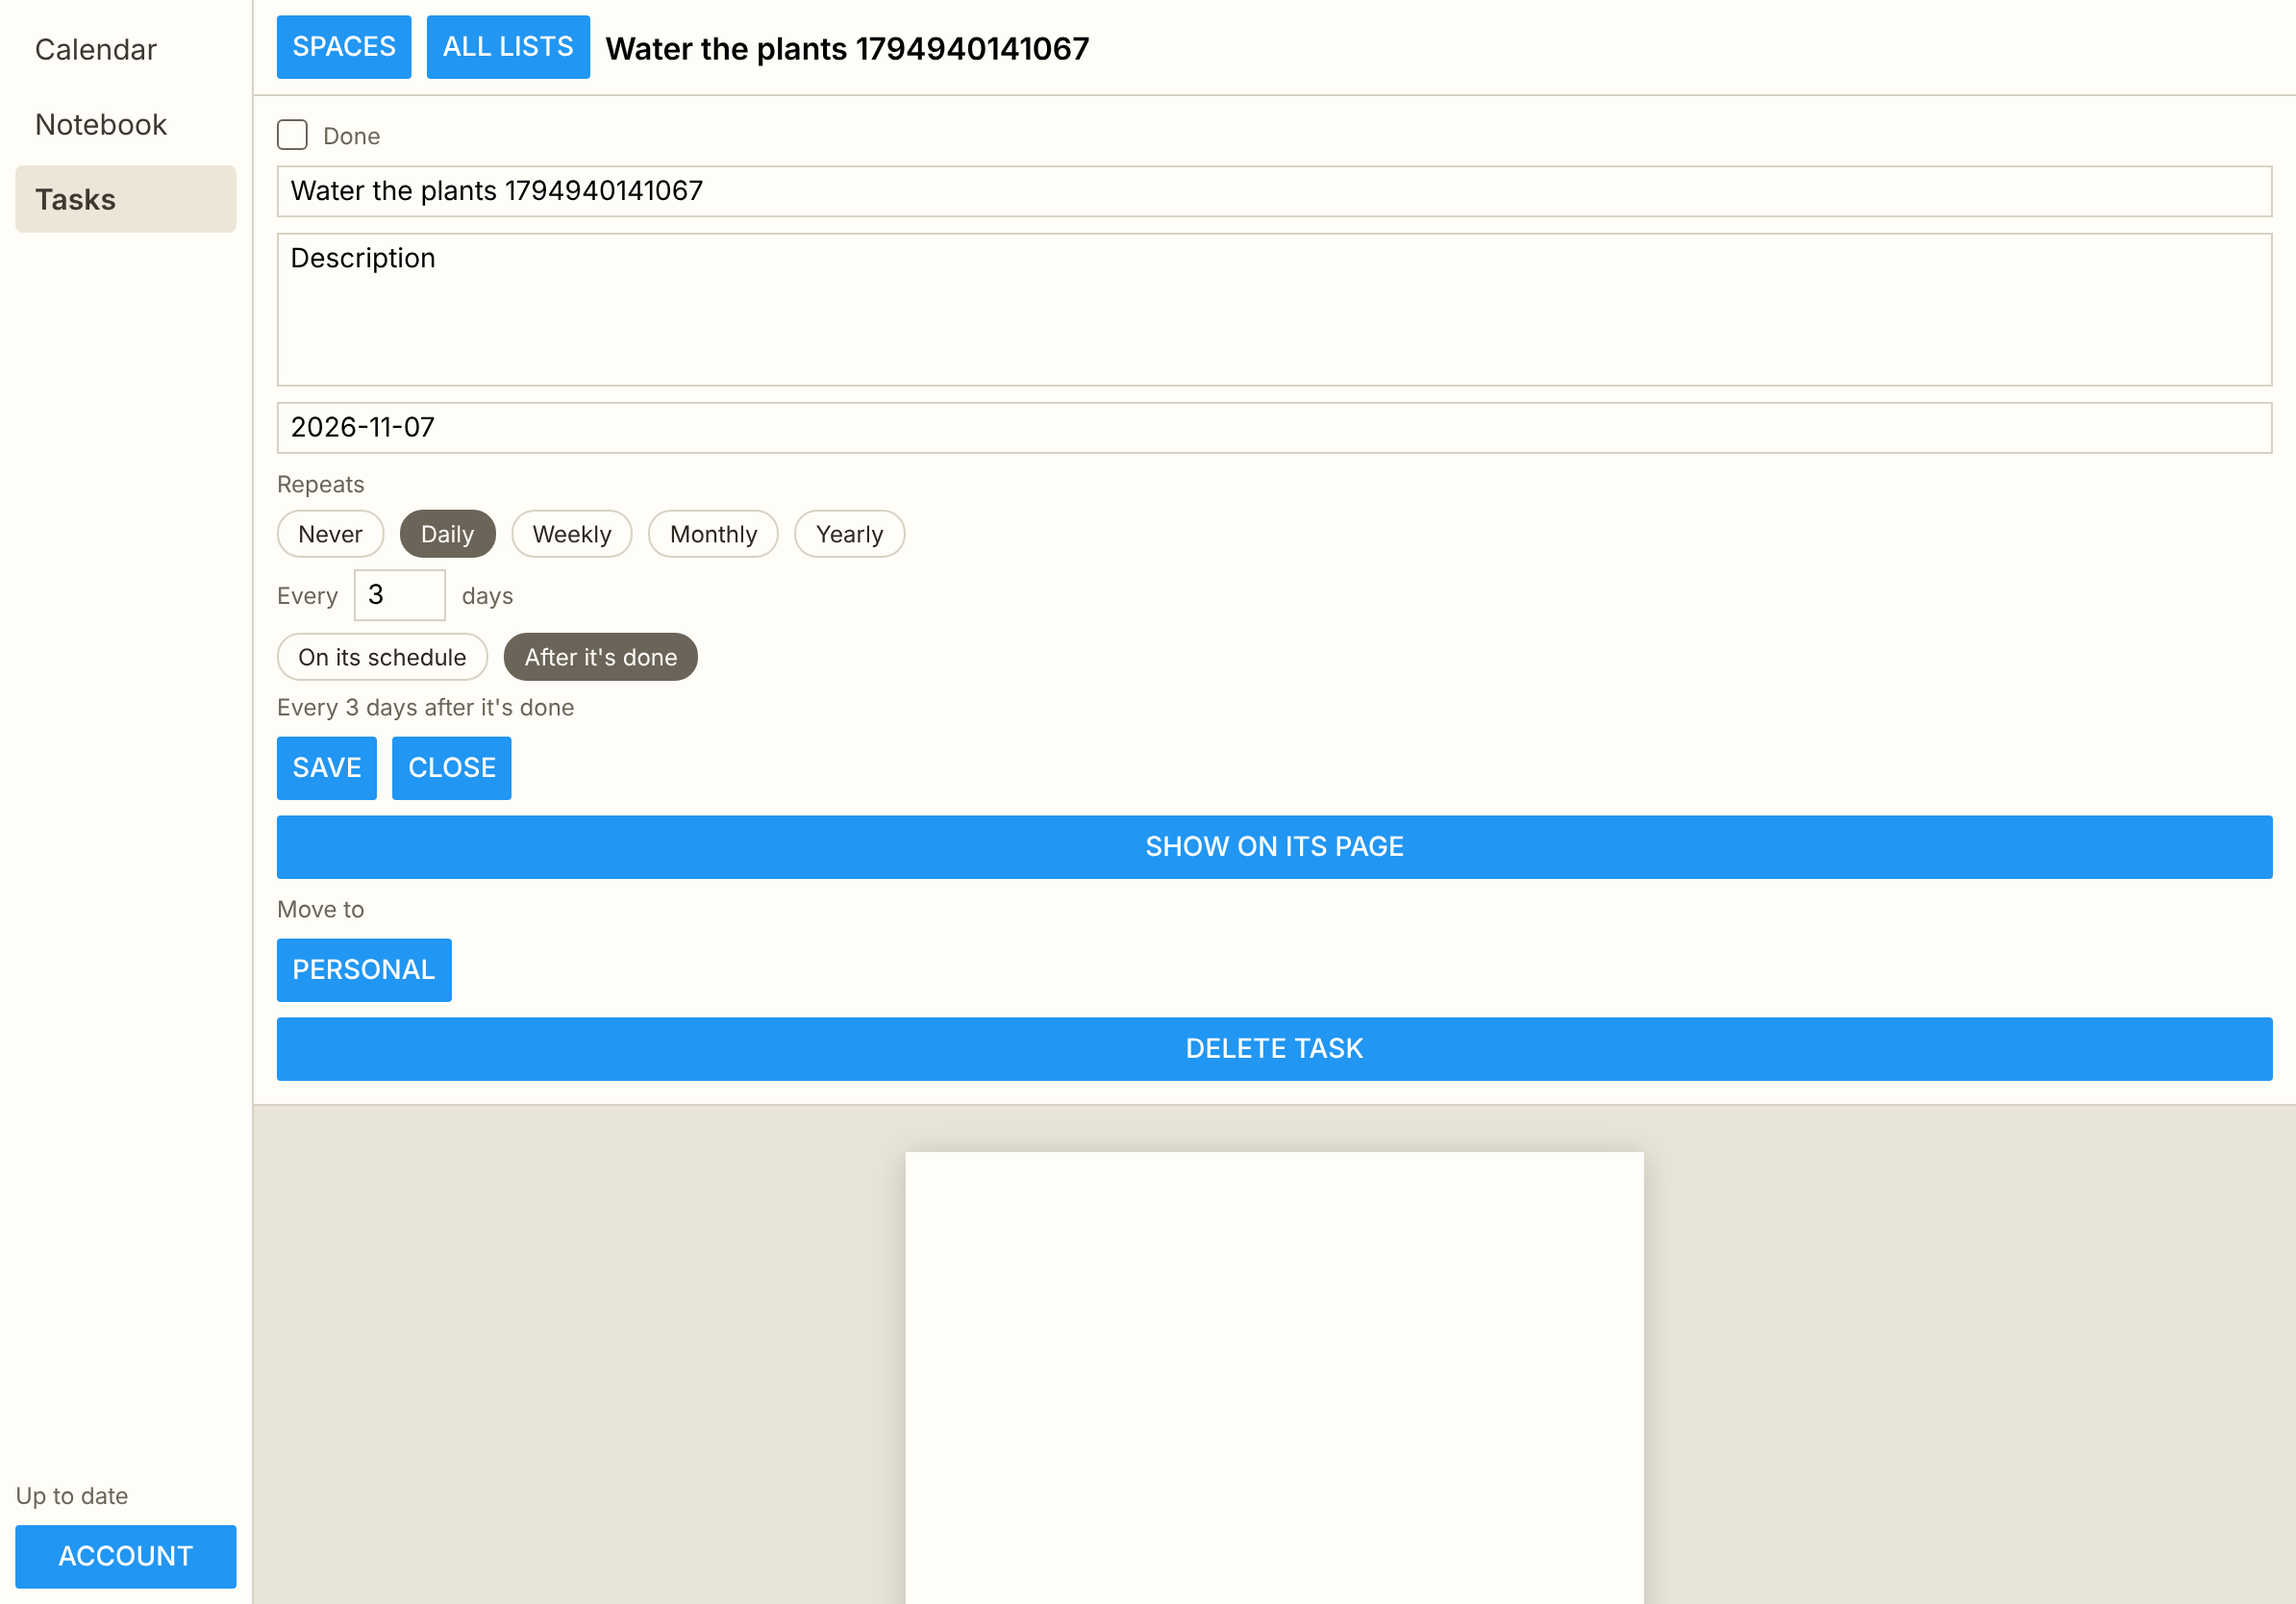 Calendar
Notebook
Tasks
SPACES ALL LISTS Water the plants 1794940141067
Done
Water the plants 1794940141067
Description
2026-11-07
Repeats
Never Daily Weekly Monthly Yearly
Every 3 days
On its schedule After it's done
Every 3 days after it's done
SAVE CLOSE
SHOW ON ITS PAGE
Move to
PERSONAL
DELETE TASK
Up to date
ACCOUNT